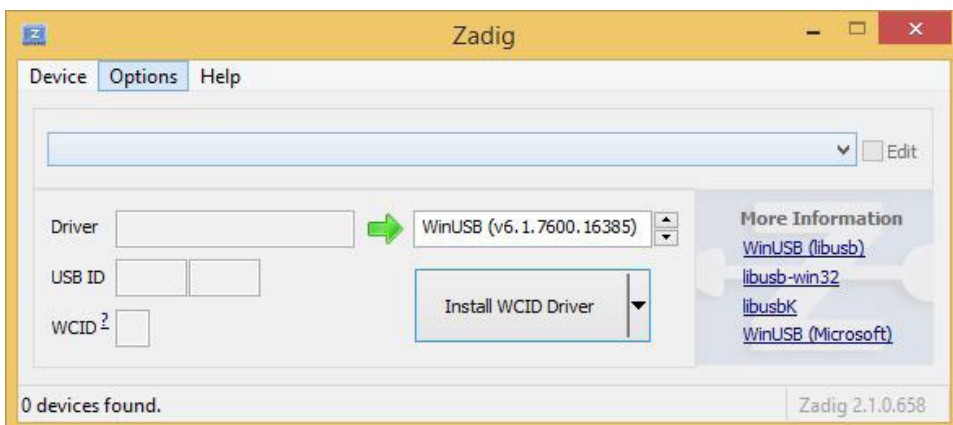 Zadig
Device Options Help
Edit
Driver
WinUSB (v6.1.7600.16385)
USB ID
WCID ?
Install WCID Driver
More Information
WinUSB (libusb)
libusb-win32
libusbK
WinUSB (Microsoft)
0 devices found.
Zadig 2.1.0.658